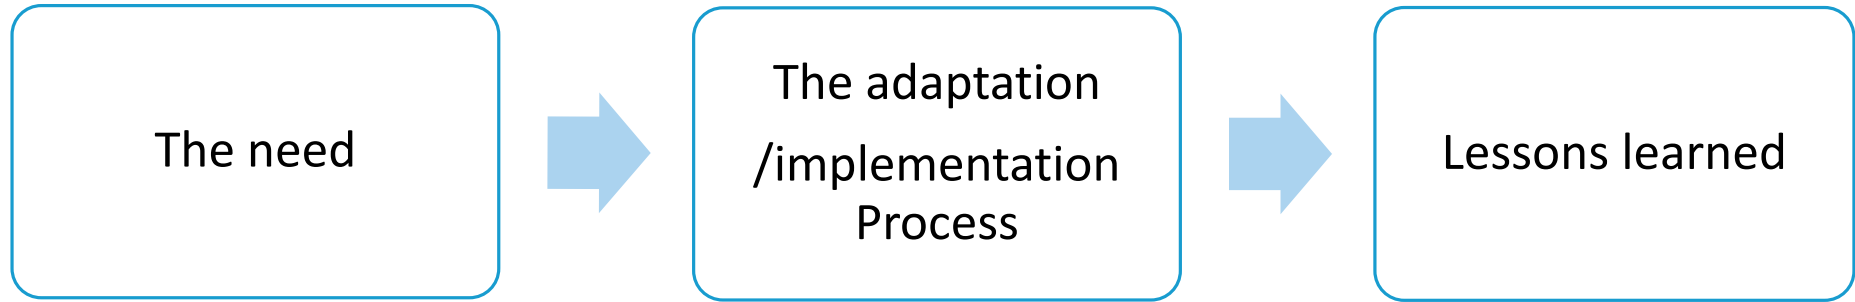 The need
The adaptation
/implementation
Process
Lessons learned